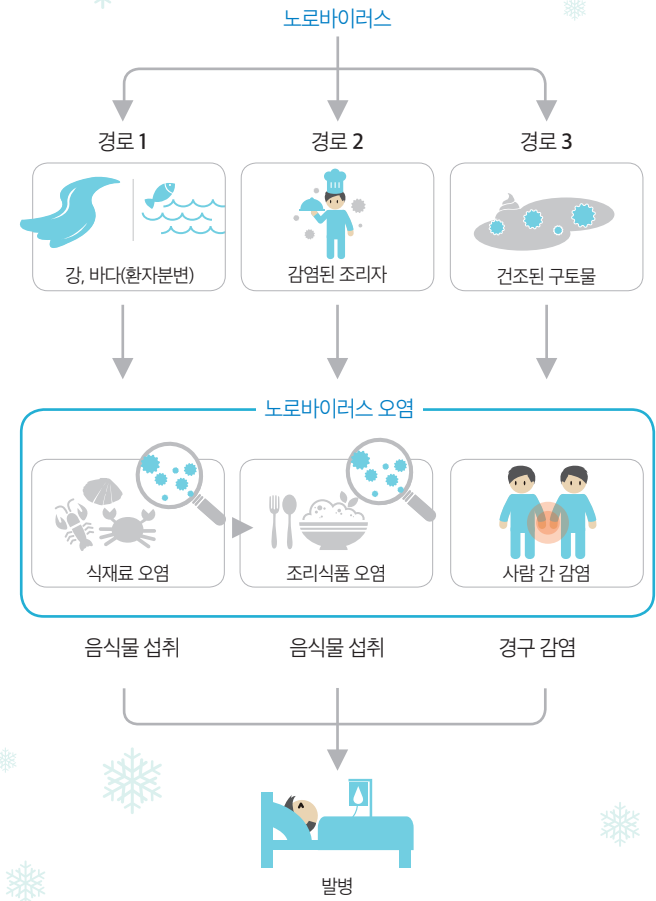 노로바이러스
경로 1
경로 2
경로 3
강, 바다(환자분변)
감염된 조리자
건조된 구토물
노로바이러스 오염
식재료 오염
조리식품 오염
사람 간 감염
음식물 섭취
음식물 섭취
경구 감염
발병